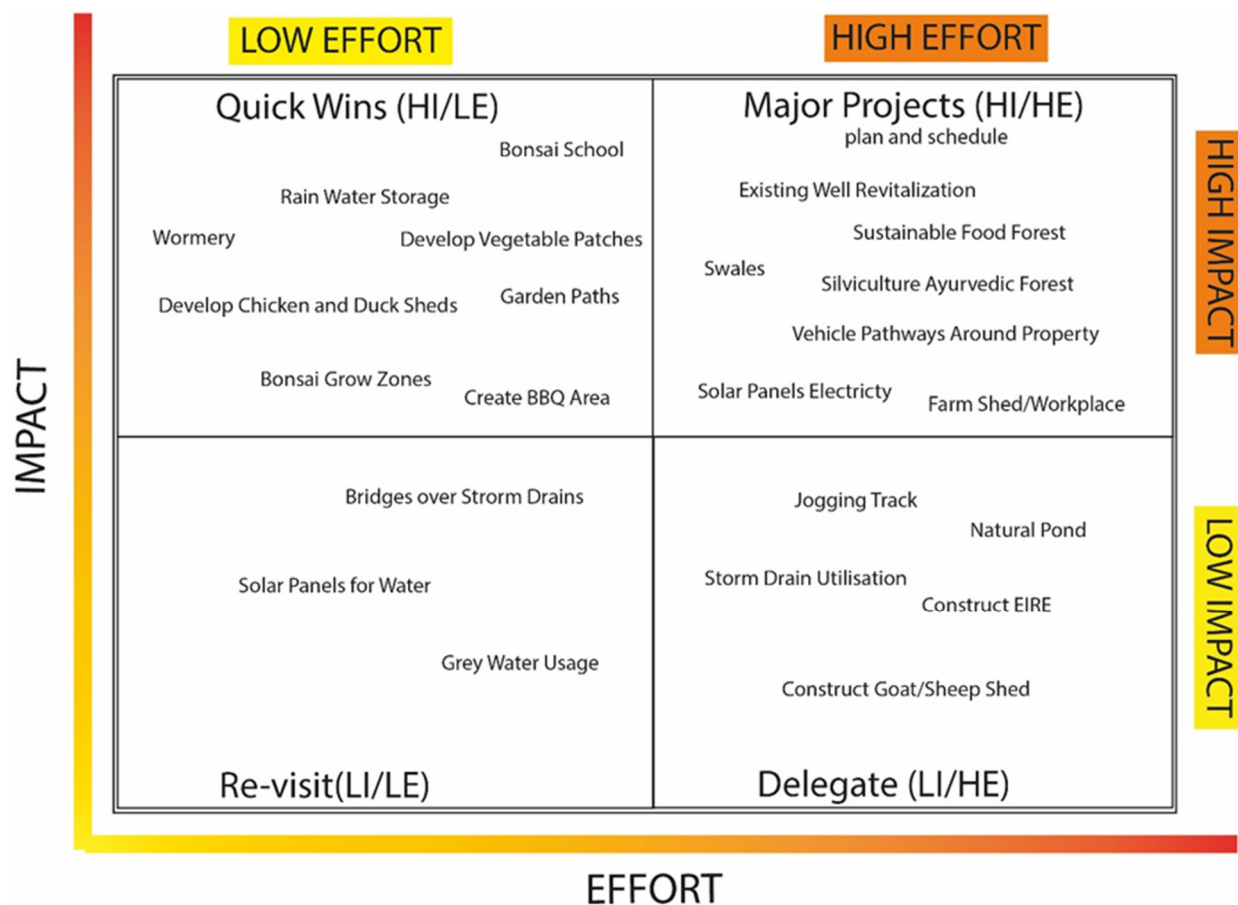 LOW EFFORT
HIGH EFFORT
Quick Wins (HI/LE)
Bonsai School
Rain Water Storage
Wormery
Develop Vegetable Patches
Develop Chicken and Duck Sheds
Garden Paths
Bonsai Grow Zones
Create BBQ Area
Major Projects (HI/HE)
plan and schedule
Existing Well Revitalization
Sustainable Food Forest
Swales
Silviculture Ayurvedic Forest
Vehicle Pathways Around Property
Solar Panels Electricty
Farm Shed/Workplace
HIGH IMPACT
IMPACT
Bridges over Strorm Drains
Solar Panels for Water
Grey Water Usage
Re-visit(LI/LE)
Jogging Track
Natural Pond
Storm Drain Utilisation
Construct EIRE
Construct Goat/Sheep Shed
Delegate (LI/HE)
LOW IMPACT
EFFORT